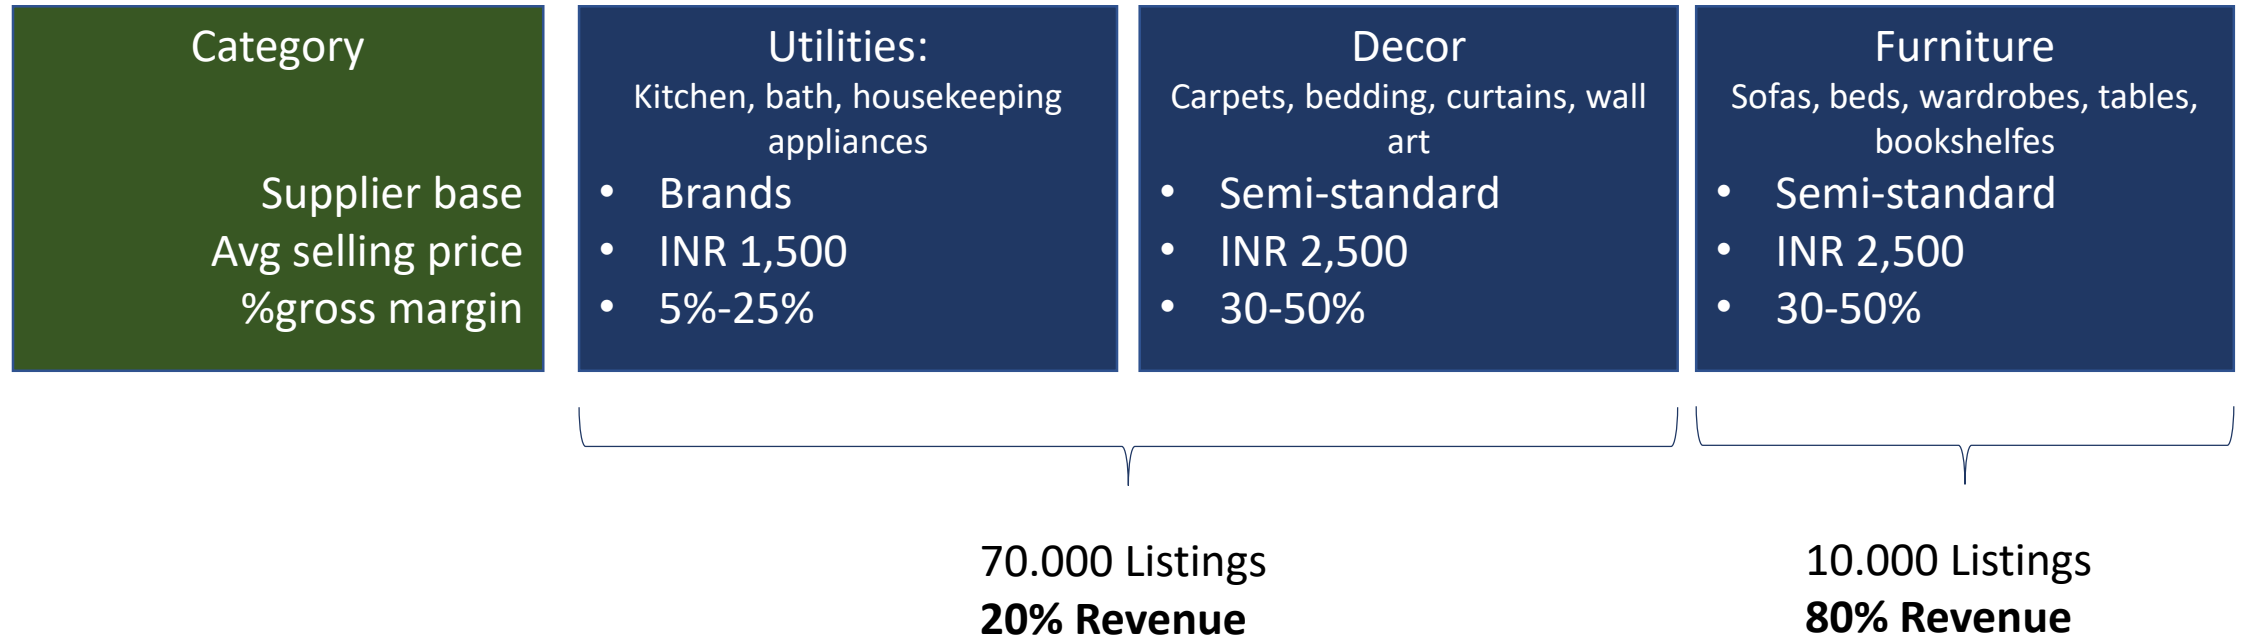 Category
Supplier base
Avg selling price
%gross margin
Utilities:
Kitchen, bath, housekeeping
appliances
• Brands
• INR 1,500
• 5%-25%
Decor
Carpets, bedding, curtains, wall
art
• Semi-standard
• INR 2,500
• 30-50%
Furniture
Sofas, beds, wardrobes, tables,
bookshelfes
• Semi-standard
• INR 2,500
• 30-50%
70.000 Listings
20% Revenue
10.000 Listings
80% Revenue